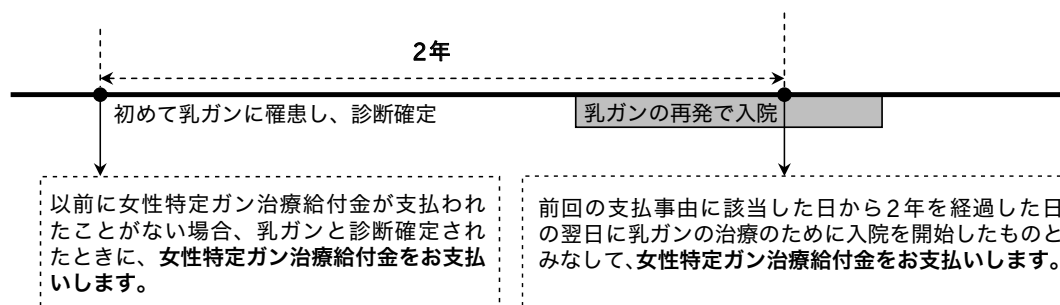 2年
初めて乳ガンに罹患し、診断確定
乳ガンの再発で入院
以前に女性特定ガン治療給付金が支払われ
たことがない場合、乳ガンと診断確定され
たときに、女性特定ガン治療給付金をお支払
いします。
前回の支払事由に該当した日から2年を経過した日
の翌日に乳ガンの治療のために入院を開始したものと
みなして、女性特定ガン治療給付金をお支払いします。